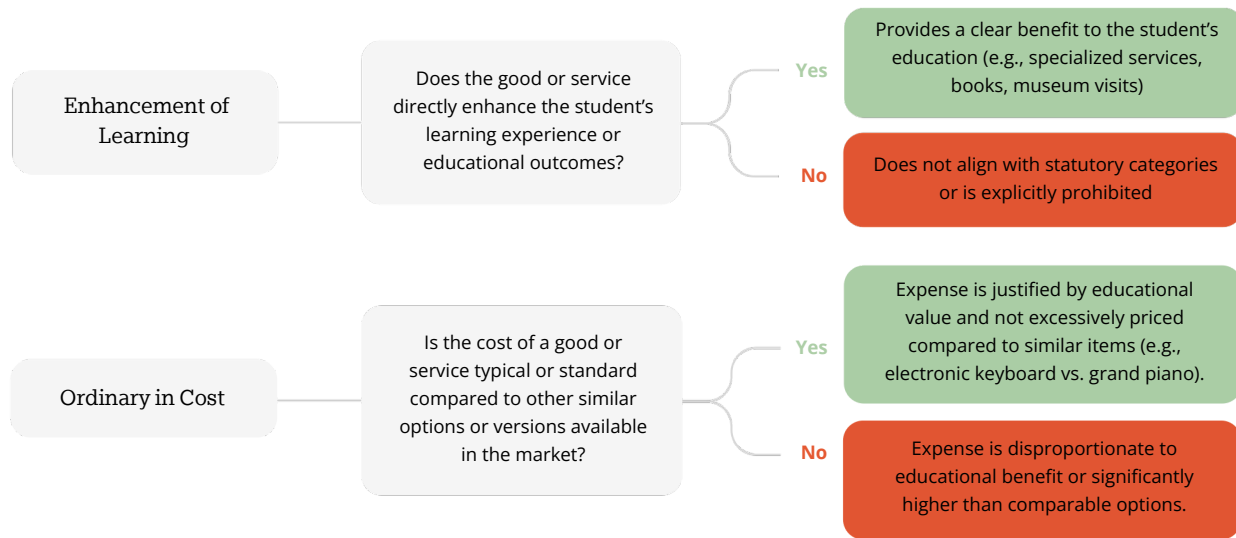 Enhancement of
Learning
Does the good or service
directly enhance the student’s
learning experience or
educational outcomes?
Yes
Provides a clear benefit to the student’s
education (e.g., specialized services,
books, museum visits)
No
Does not align with statutory categories
or is explicitly prohibited
Ordinary in Cost
Is the cost of a good or
service typical or standard
compared to other similar
options or versions available
in the market?
Yes
Expense is justified by educational
value and not excessively priced
compared to similar items (e.g.,
electronic keyboard vs. grand piano).
No
Expense is disproportionate to
educational benefit or significantly
higher than comparable options.